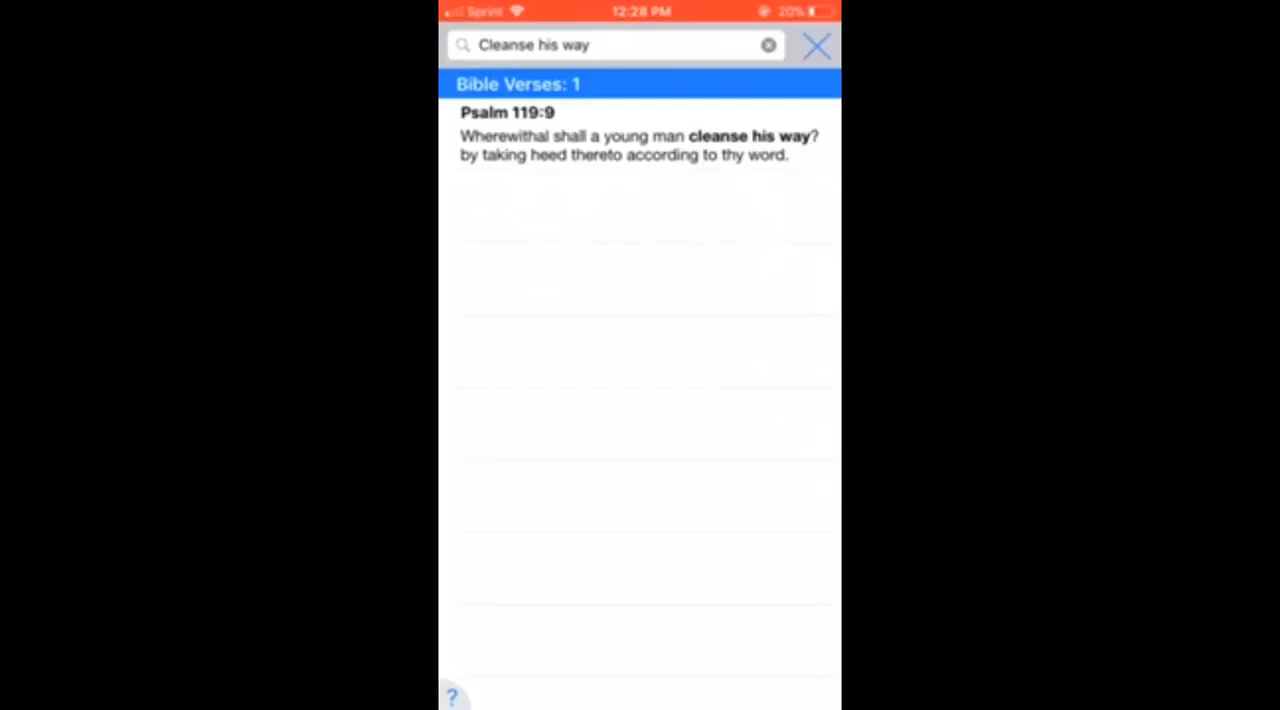 Sprint 12:28 PM 20%
Cleanse his way
Bible Verses: 1
Psalm 119:9
Wherewithal shall a young man cleanse his way?
by taking heed thereto according to thy word.
?